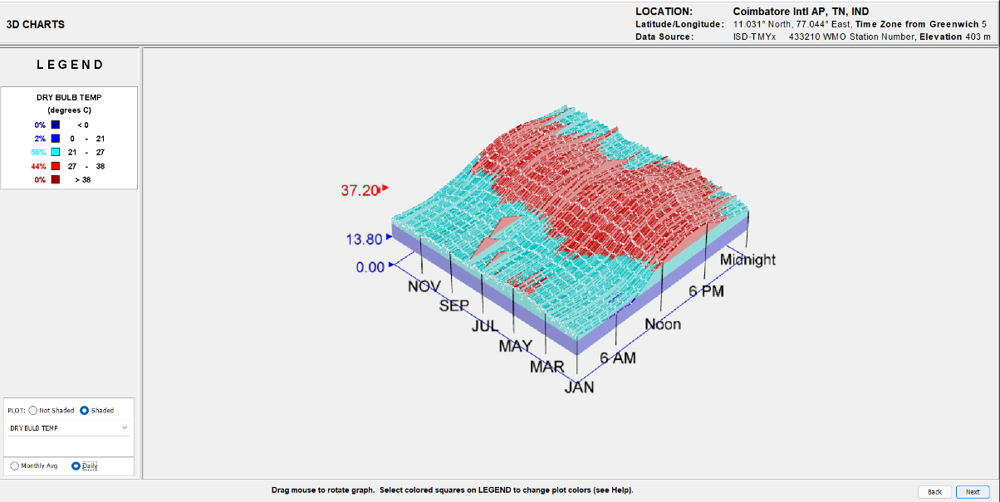 3D CHARTS
LOCATION: Coimbatore Intl AP, TN, IND
Latitude/Longitude: 11.031° North, 77.044° East, Time Zone from Greenwich 5
Data Source: ISD-TMYx 433210 WMO Station Number, Elevation 403 m
LEGEND
DRY BULB TEMP
(degrees C)
0% < 0
2% 0 - 21
55% 21 - 27
44% 27 - 38
0% > 38
37.20
13.80
0.00
NOV
SEP
JUL
MAY
MAR
JAN
6 AM
Noon
6 PM
Midnight
PLOT: Not Shaded Shaded
DRY BULB TEMP
Monthly Avg Daily
Drag mouse to rotate graph. Select colored squares on LEGEND to change plot colors (see Help).
Back Next